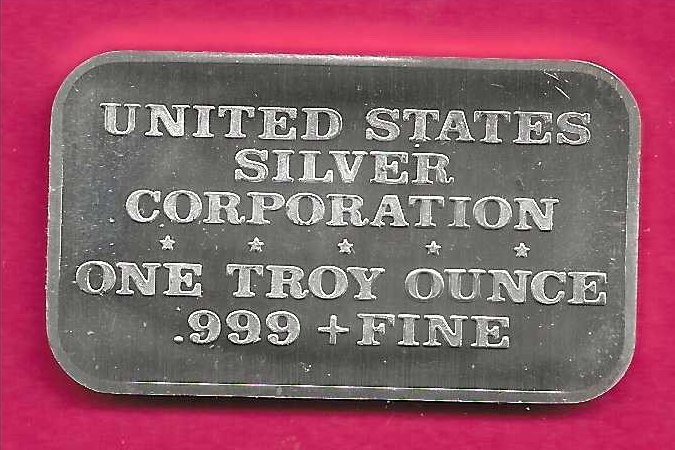 UNITED STATES
SILVER
CORPORATION
ONE TROY OUNCE
.999 + FINE